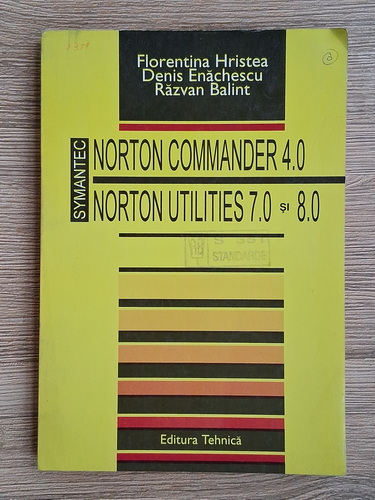 Florentina Hristea
Denis Enăchescu
Răzvan Balint
SYMANTEC
NORTON COMMANDER 4.0
NORTON UTILITIES 7.0 și 8.0
STANDARDS
Editura Tehnică